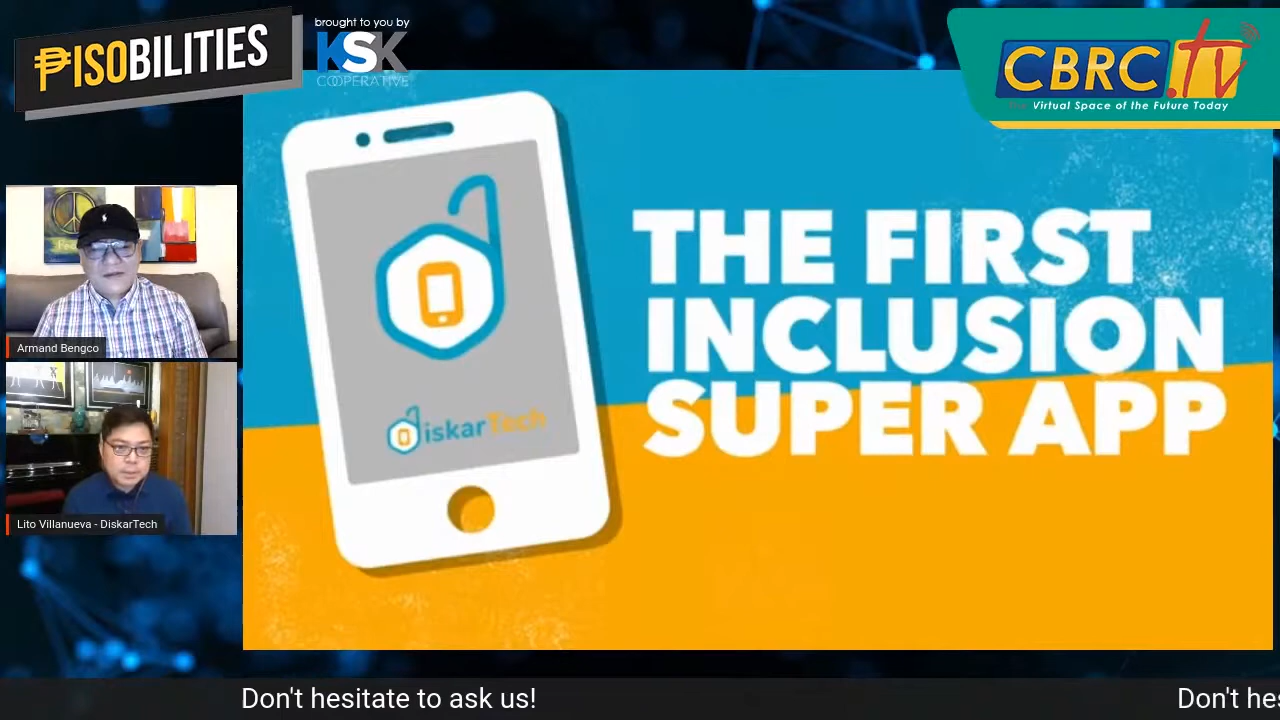 ₱ISOBILITIES
brought to you by
KSK
COOPERATIVE
CBRC.tv
The Virtual Space of the Future Today
Armand Bengco
Lito Villanueva - DiskarTech
diskarTech
THE FIRST
INCLUSION
SUPER APP
Don't hesitate to ask us!
Don't hes